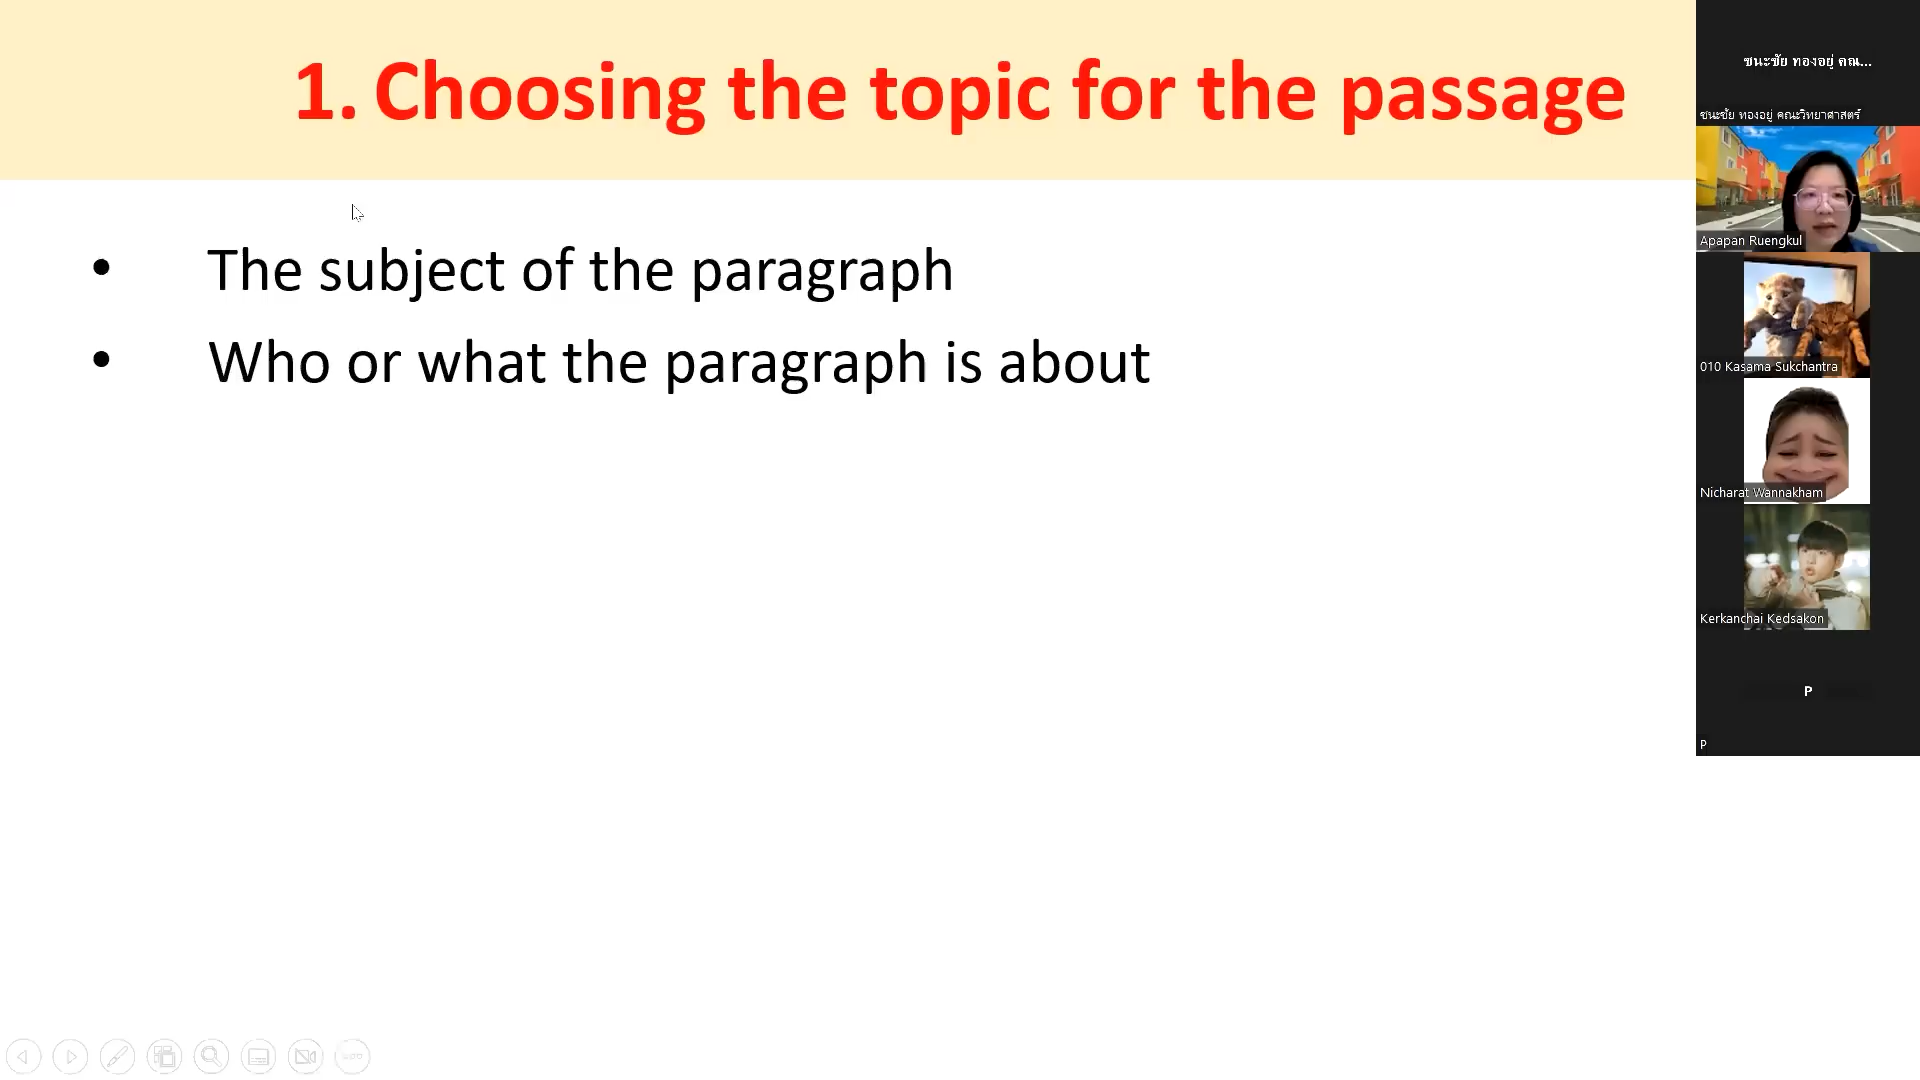 1. Choosing the topic for the passage
• The subject of the paragraph
• Who or what the paragraph is about
ชนะชัย ทองอยู่ คณ...
ชนะชัย ทองอยู่ คณะวิทยาศาสตร์
Apapan Ruengkul
010 Kasama Sukchantra
Nicharat Wannakham
Kerkanchai Kedsakon
P
P